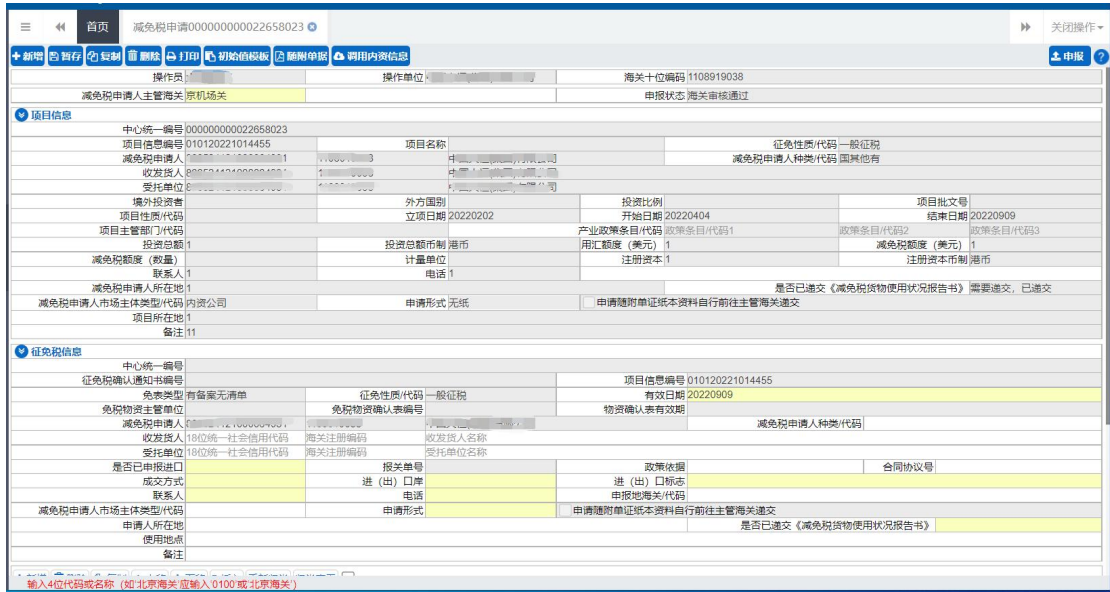 首页 减免税申请000000000022658023 关闭操作
新增 暂存 复制 删除 打印 初始值模板 随附单据 调用内资信息 申报
操作员 操作单位 海关十位编码 1108919038
减免税申请人主管海关 京机场关 申报状态 海关审核通过
项目信息
中心统一编号 000000000022658023
项目信息编号 010120221014455 项目名称 征免性质/代码 一般征税
减免税申请人 减免税申请人种类/代码 国其他有
收发货人
受托单位
境外投资者 外方国别 投资比例 项目批文号
项目性质/代码 立项日期 20220202 开始日期 20220404 结束日期 20220909
项目主管部门/代码 产业政策条目/代码 政策条目/代码1 政策条目/代码2 政策条目/代码3
投资总额 1 投资总额币制 港币 用汇额度（美元） 1 减免税额度（美元） 1
减免税额度（数量） 计量单位 注册资本 1 注册资本币制 港币
联系人 1 电话 1
减免税申请人所在地 1 是否已递交《减免税货物使用状况报告书》 需要递交，已递交
减免税申请人市场主体类型/代码 内资公司 申请形式 无纸 申请随附单证纸本资料自行前往主管海关递交
项目所在地 1
备注 11
征免税信息
中心统一编号
征免税确认通知书编号 项目信息编号 010120221014455
免表类型 有备案无清单 征免性质/代码 一般征税 有效日期 20220909
免税物资主管单位 免税物资确认表编号 物资确认表有效期
减免税申请人 减免税申请人种类/代码
收发货人 18位统一社会信用代码 海关注册编码 收发货人名称
受托单位 18位统一社会信用代码 海关注册编码 受托单位名称
是否已申报进口 报关单号 政策依据 合同协议号
成交方式 进（出）口岸 进（出）口标志
联系人 电话 申报地海关/代码
减免税申请人市场主体类型/代码 申请形式 申请随附单证纸本资料自行前往主管海关递交
申请人所在地 是否已递交《减免税货物使用状况报告书》
使用地点
备注
输入4位代码或名称（如'北京海关'应输入'0100'或'北京海关'）